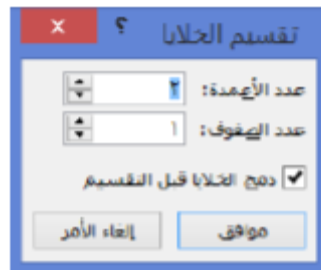 تقسيم الخلايا ؟ ×
عدد الأعمدة: ٢
عدد الصفوف: ١
دمج الخلايا قبل التقسيم
موافق إلغاء الأمر